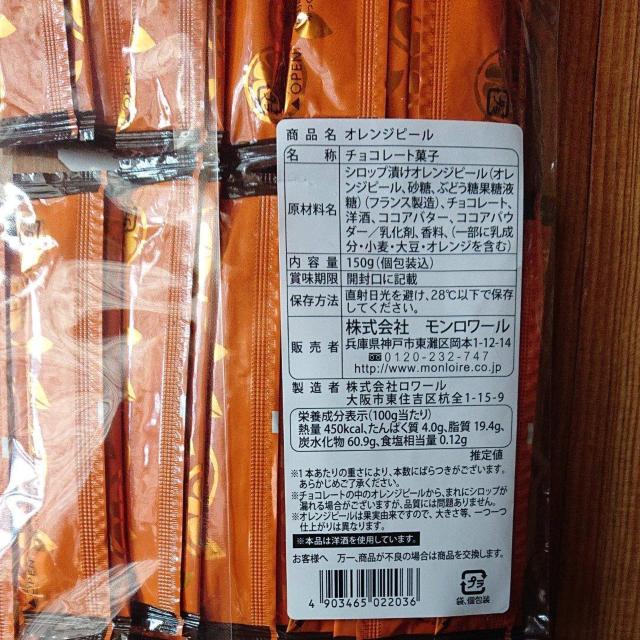 ▲OPEN
▲OPEN
商品名 オレンジピール
名称 チョコレート菓子
原材料名 シロップ漬けオレンジピール(オレ
ンジピール、砂糖、ぶどう糖果糖液
糖)(フランス製造)、チョコレート、
洋酒、ココアバター、ココアパウ
ダー/乳化剤、香料、(一部に乳成
分・小麦・大豆・オレンジを含む)
内容量 150g(個包装込)
賞味期限 開封口に記載
保存方法 直射日光を避け、28℃以下で保存
してください。
販売者 株式会社 モンロワール
兵庫県神戸市東灘区岡本1-12-14
0120-232-747
http://www.monloire.co.jp
製造者 株式会社ロワール
大阪市東住吉区杭全1-15-9
栄養成分表示(100g当たり)
熱量 450kcal、たんぱく質 4.0g、脂質 19.4g、
炭水化物 60.9g、食塩相当量 0.12g
推定値
※1本あたりの重さにより、本数にばらつきがございます。
あらかじめご了承ください。
※チョコレートの中のオレンジピールから、まれにシロップが
漏れる場合がございますが、品質には問題ありません。
※オレンジピールは果実由来ですので、大きさ等、一つ一つ
仕上がりは異なります。
※本品は洋酒を使用しています。
お客様へ 万一、商品が不良の場合は商品を交換します。
4 903465 022036
プラ
袋、個包装